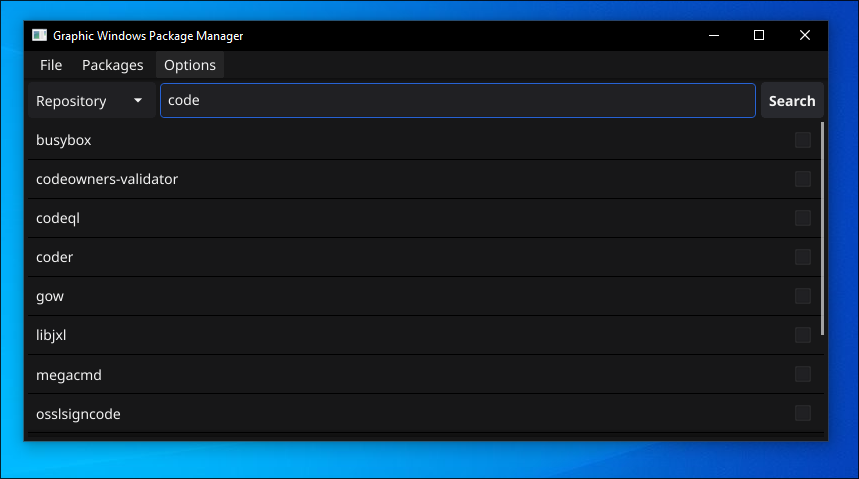 Graphic Windows Package Manager
File Packages Options
Repository code Search
busybox
codeowners-validator
codeql
coder
gow
libjxl
megacmd
osslsigncode